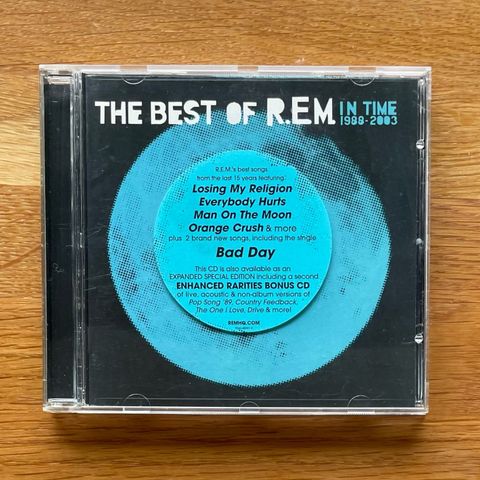 THE BEST OF R.E.M. IN TIME
1988-2003
R.E.M.'s best songs
from the last 15 years featuring:
Losing My Religion
Everybody Hurts
Man On The Moon
Orange Crush & more
plus 2 brand new songs, including the single
Bad Day
This CD is also available as an
EXPANDED SPECIAL EDITION including a second
ENHANCED RARITIES BONUS CD
of live, acoustic & non-album versions of
Pop Song '89, Country Feedback,
The One I Love, Drive & more!
REMHQ.COM